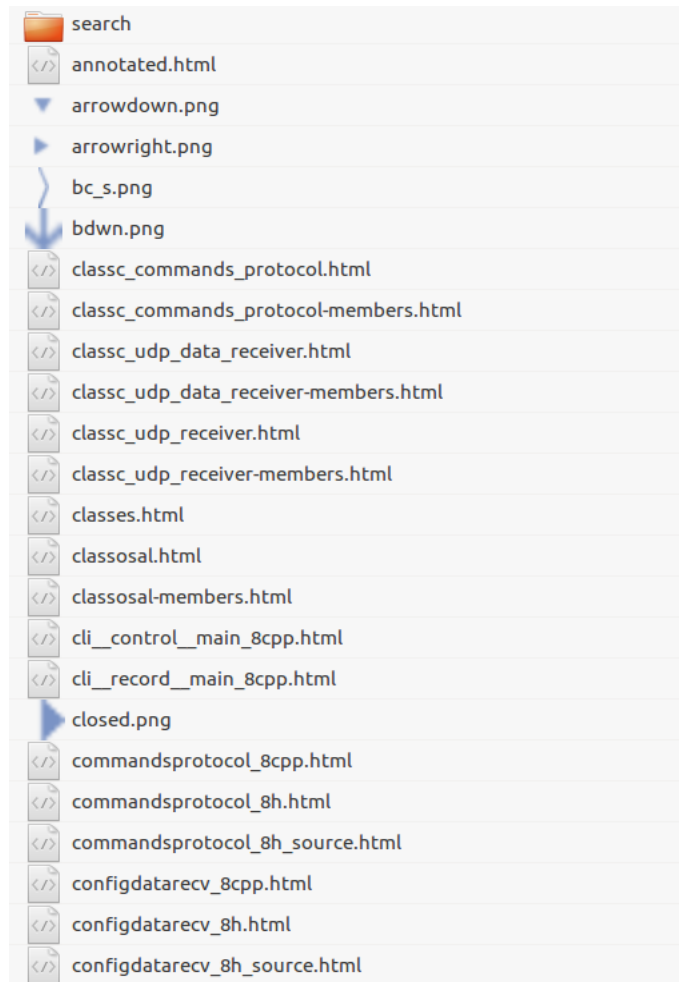 search
annotated.html
arrowdown.png
arrowright.png
bc_s.png
bdwn.png
classc_commands_protocol.html
classc_commands_protocol-members.html
classc_udp_data_receiver.html
classc_udp_data_receiver-members.html
classc_udp_receiver.html
classc_udp_receiver-members.html
classes.html
classosal.html
classosal-members.html
cli__control__main_8cpp.html
cli__record__main_8cpp.html
closed.png
commandsprotocol_8cpp.html
commandsprotocol_8h.html
commandsprotocol_8h_source.html
configdatarecv_8cpp.html
configdatarecv_8h.html
configdatarecv_8h_source.html